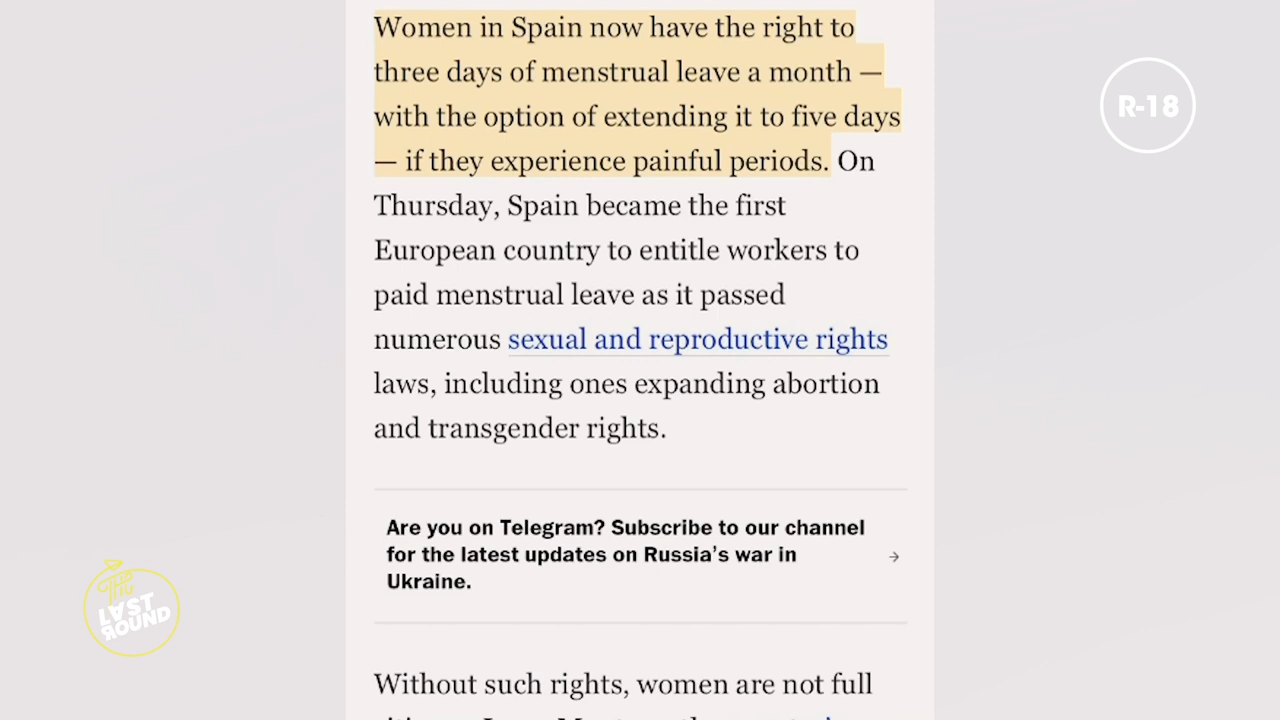 Women in Spain now have the right to
three days of menstrual leave a month —
with the option of extending it to five days
— if they experience painful periods. On
Thursday, Spain became the first
European country to entitle workers to
paid menstrual leave as it passed
numerous sexual and reproductive rights
laws, including ones expanding abortion
and transgender rights.
Are you on Telegram? Subscribe to our channel
for the latest updates on Russia's war in
Ukraine.
Without such rights, women are not full
R-18
THE
LAST
ROUND